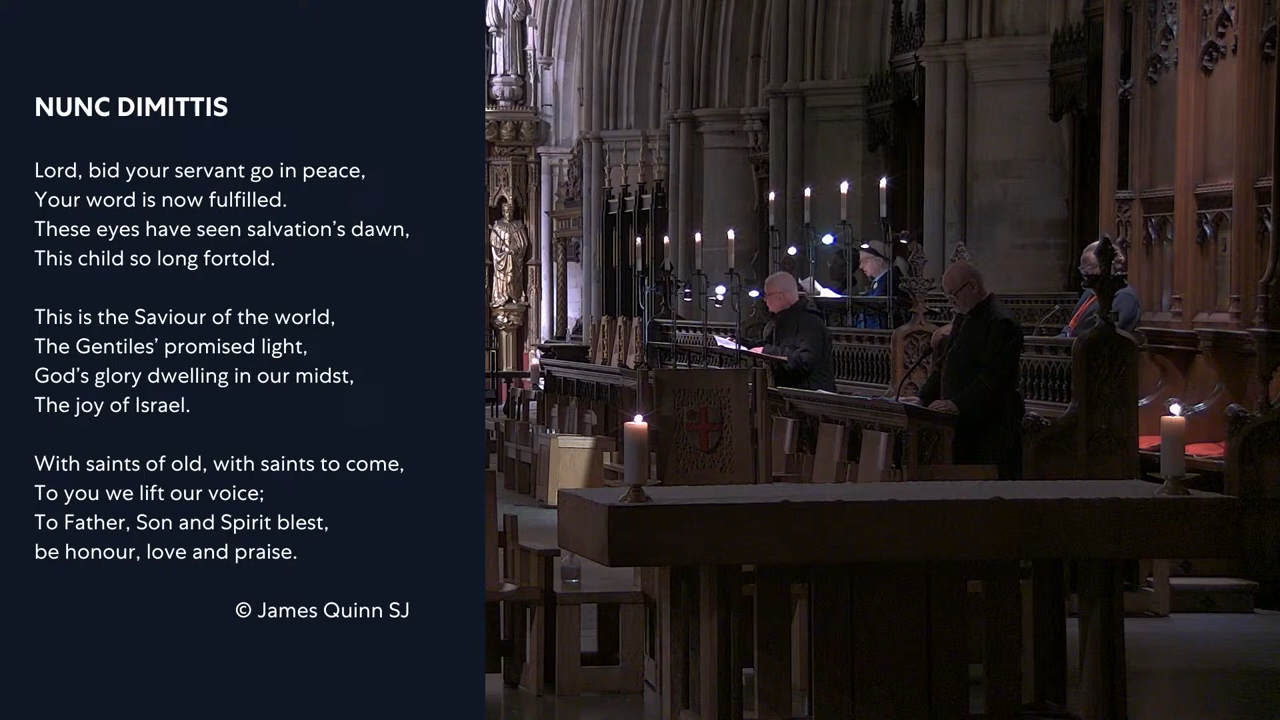 NUNC DIMITTIS
Lord, bid your servant go in peace,
Your word is now fulfilled.
These eyes have seen salvation's dawn,
This child so long fortold.
This is the Saviour of the world,
The Gentiles' promised light,
God's glory dwelling in our midst,
The joy of Israel.
With saints of old, with saints to come,
To you we lift our voice;
To Father, Son and Spirit blest,
be honour, love and praise.
© James Quinn SJ